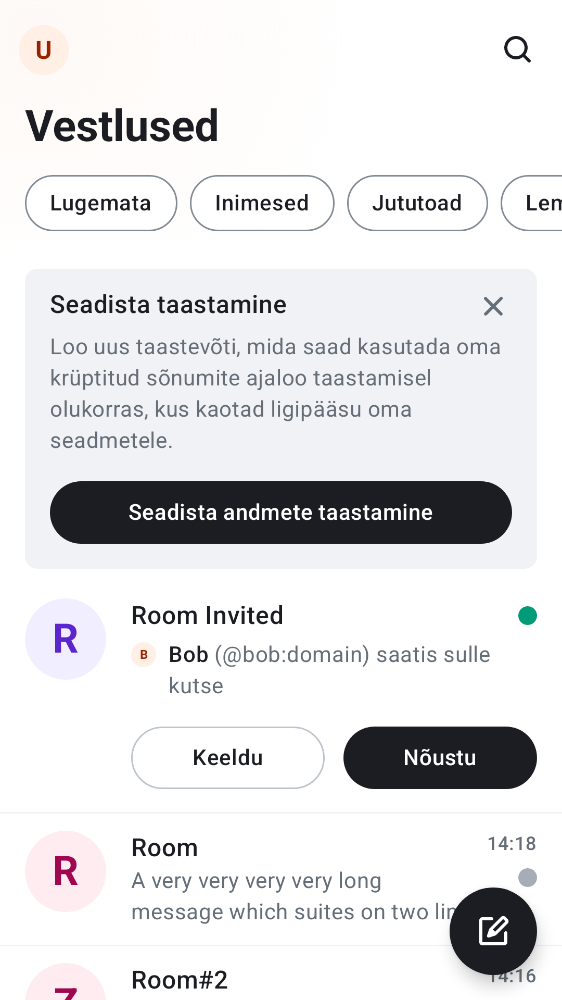 U
Vestlused
Lugemata
Inimesed
Jututoad
Lem
Seadista taastamine
Loo uus taastevõti, mida saad kasutada oma
krüptitud sõnumite ajaloo taastamisel
olukorras, kus kaotad ligipääsu oma
seadmetele.
Seadista andmete taastamine
R
Room Invited
B
Bob (@bob:domain) saatis sulle
kutse
Keeldu
Nõustu
R
Room
14:18
A very very very very long
message which suites on two lin
Z
Room#2
14:16